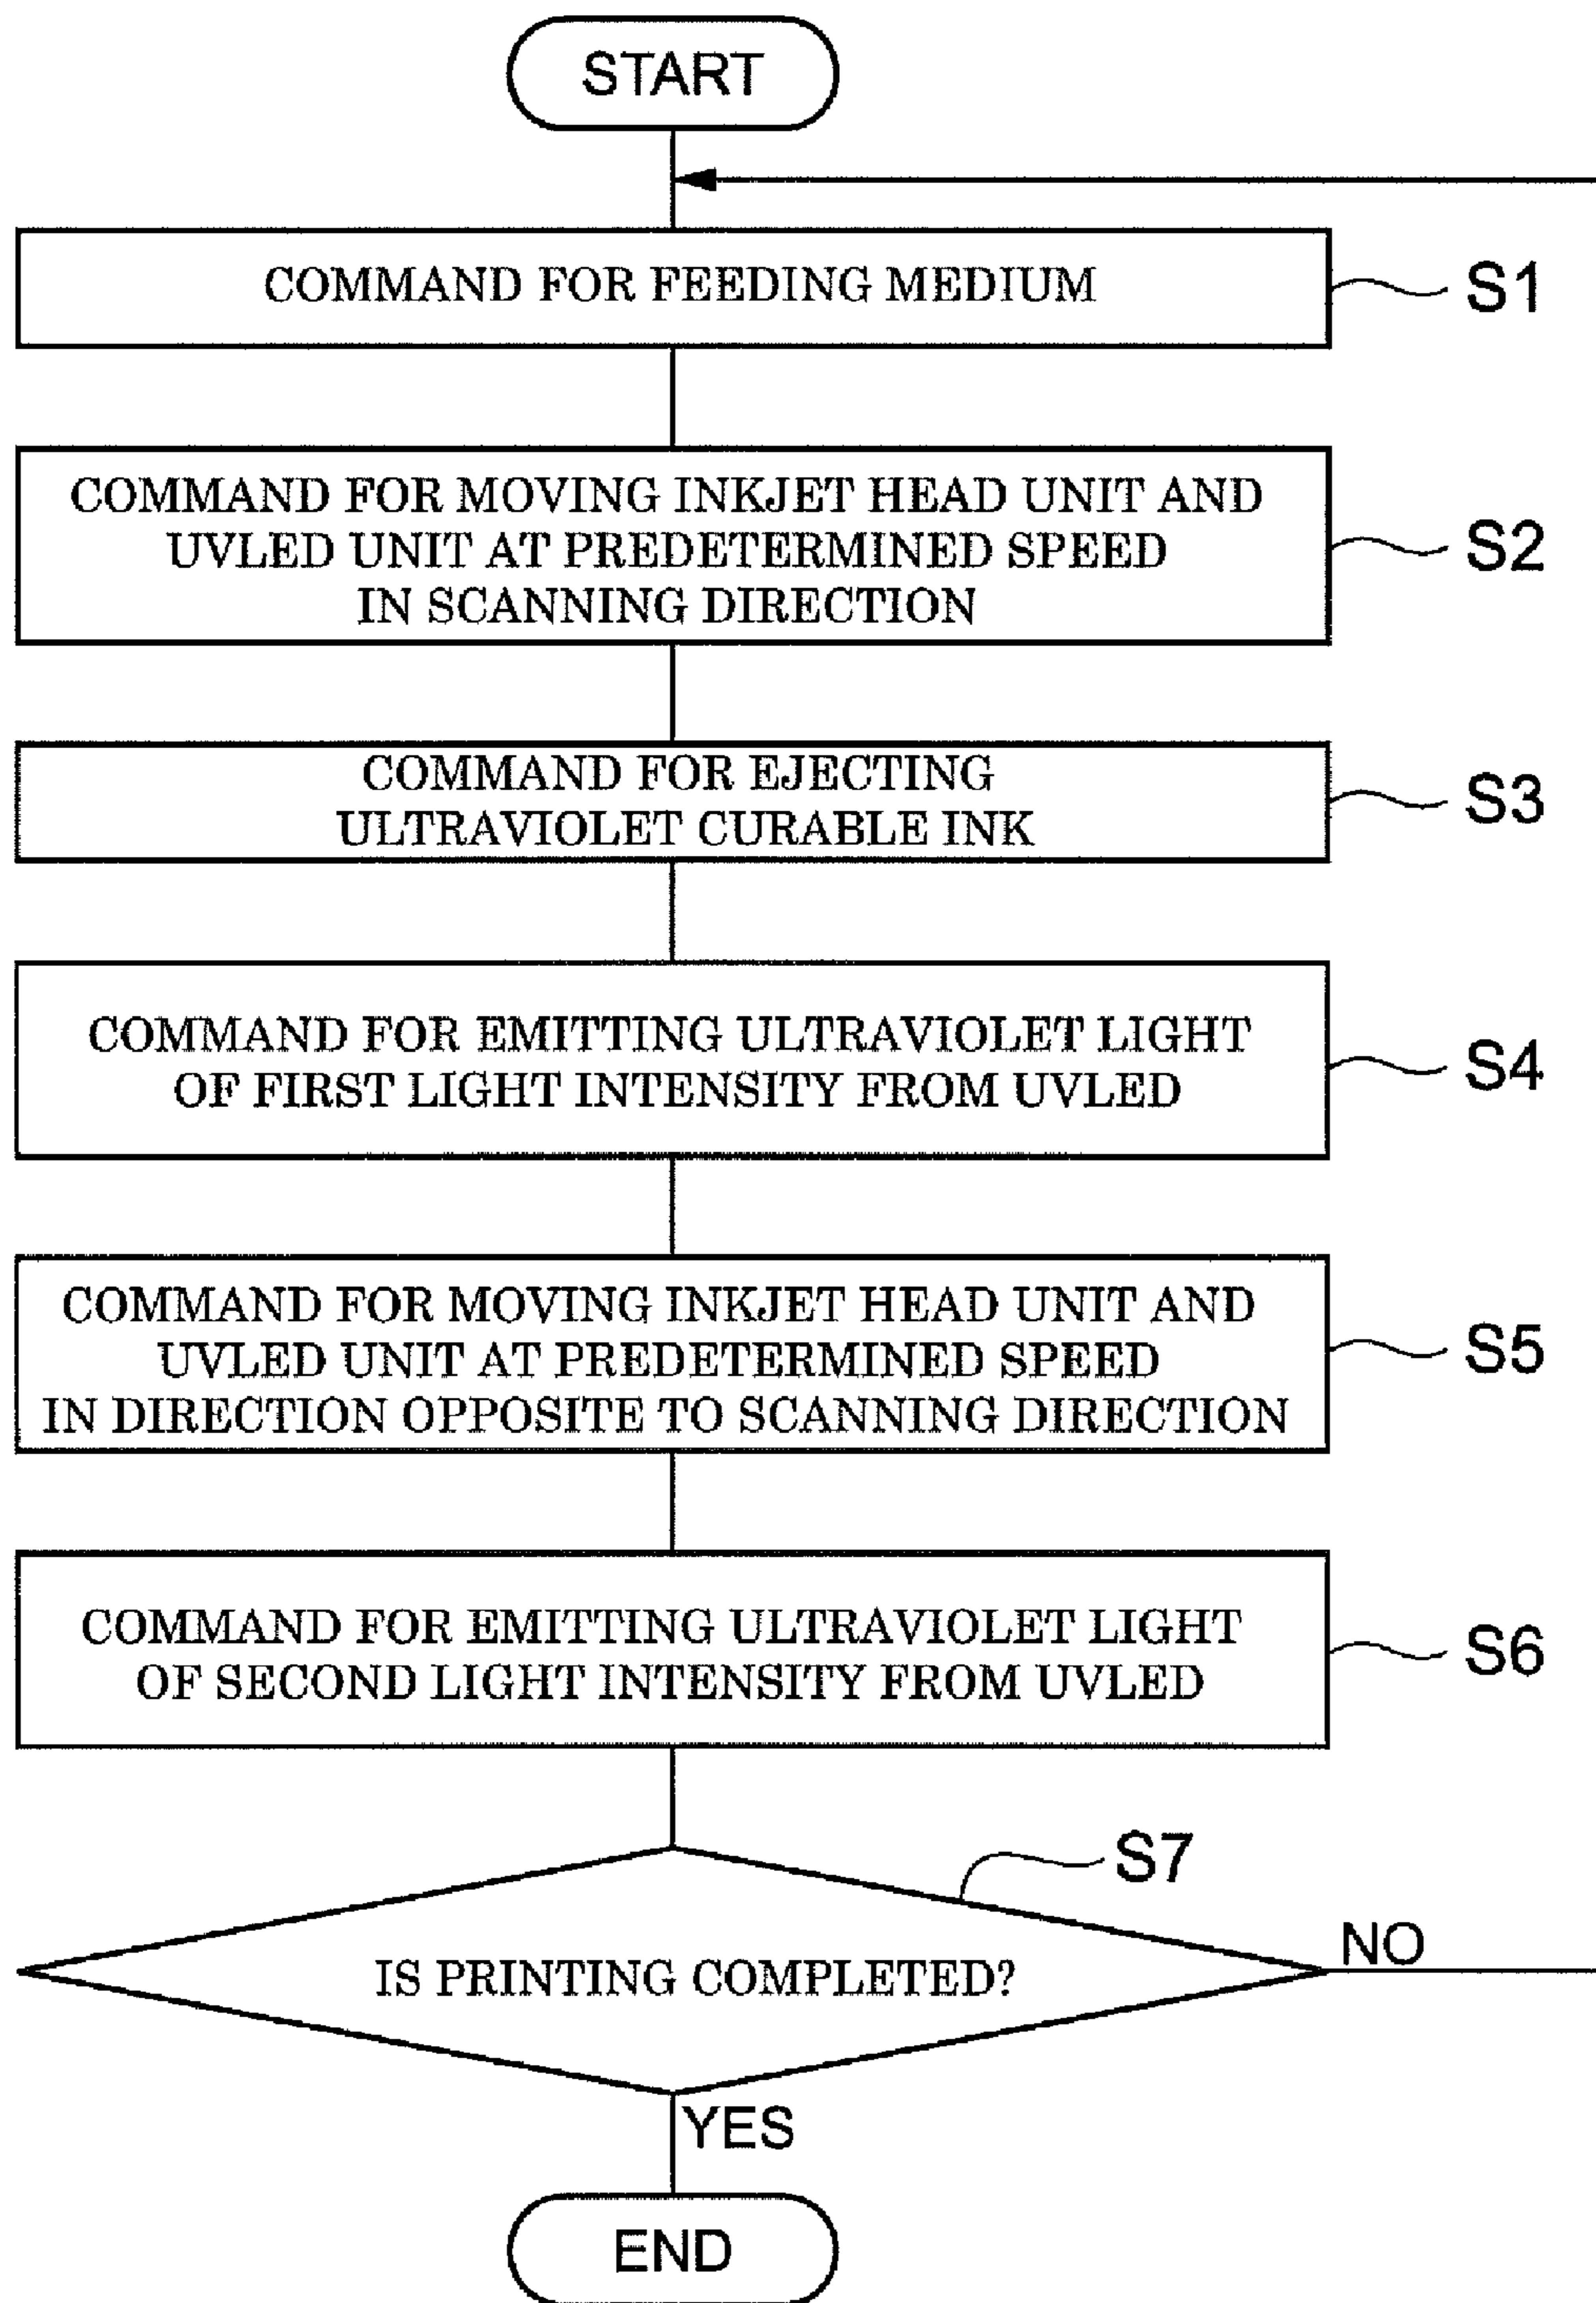 START
COMMAND FOR FEEDING MEDIUM
S1
COMMAND FOR MOVING INKJET HEAD UNIT AND
UVLED UNIT AT PREDETERMINED SPEED
IN SCANNING DIRECTION
S2
COMMAND FOR EJECTING
ULTRAVIOLET CURABLE INK
S3
COMMAND FOR EMITTING ULTRAVIOLET LIGHT
OF FIRST LIGHT INTENSITY FROM UVLED
S4
COMMAND FOR MOVING INKJET HEAD UNIT AND
UVLED UNIT AT PREDETERMINED SPEED
IN DIRECTION OPPOSITE TO SCANNING DIRECTION
S5
COMMAND FOR EMITTING ULTRAVIOLET LIGHT
OF SECOND LIGHT INTENSITY FROM UVLED
S6
S7
IS PRINTING COMPLETED?
NO
YES
END